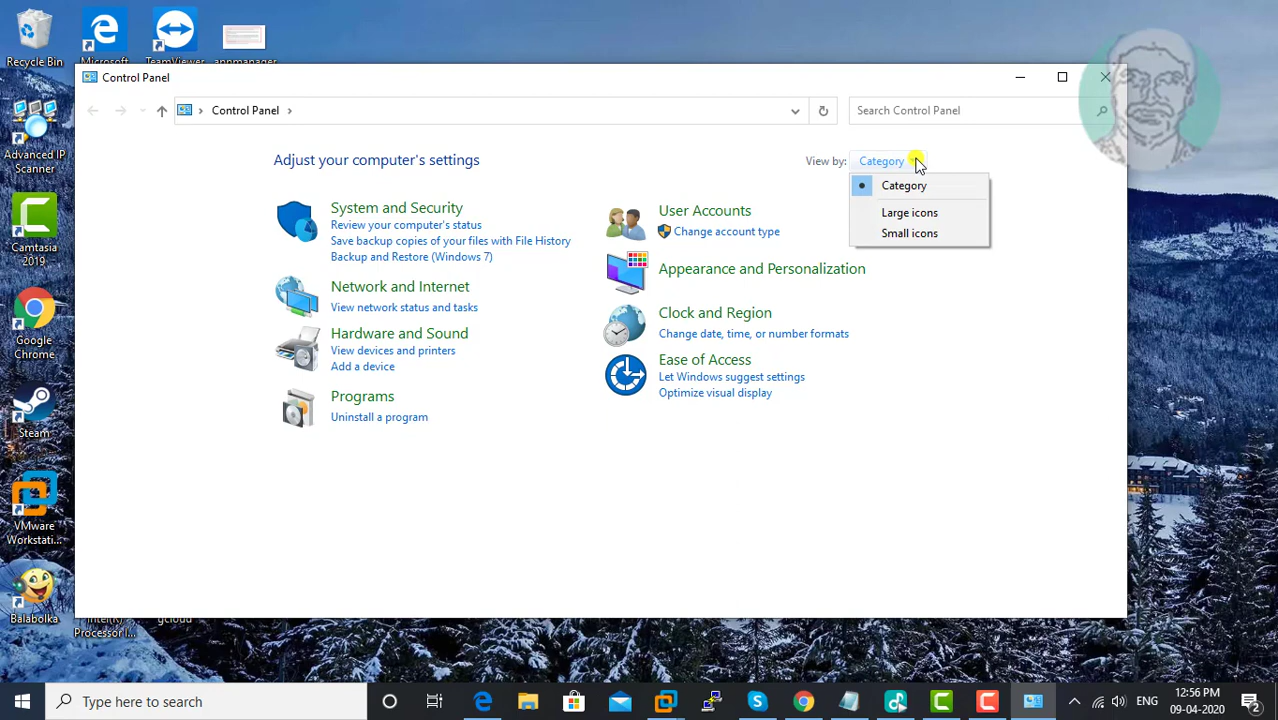 Recycle Bin
Microsoft
TeamViewer
annmanager
Advanced IP
Scanner
Camtasia
2019
Google
Chrome
Steam
VMware
Workstati...
Balabolka
Intel(R)
Processor I...
gcloud
Control Panel
Control Panel
Search Control Panel
Adjust your computer's settings
View by: Category
Category
Large icons
Small icons
System and Security
Review your computer's status
Save backup copies of your files with File History
Backup and Restore (Windows 7)
Network and Internet
View network status and tasks
Hardware and Sound
View devices and printers
Add a device
Programs
Uninstall a program
User Accounts
Change account type
Appearance and Personalization
Clock and Region
Change date, time, or number formats
Ease of Access
Let Windows suggest settings
Optimize visual display
Type here to search
ENG
12:56 PM
09-04-2020
2